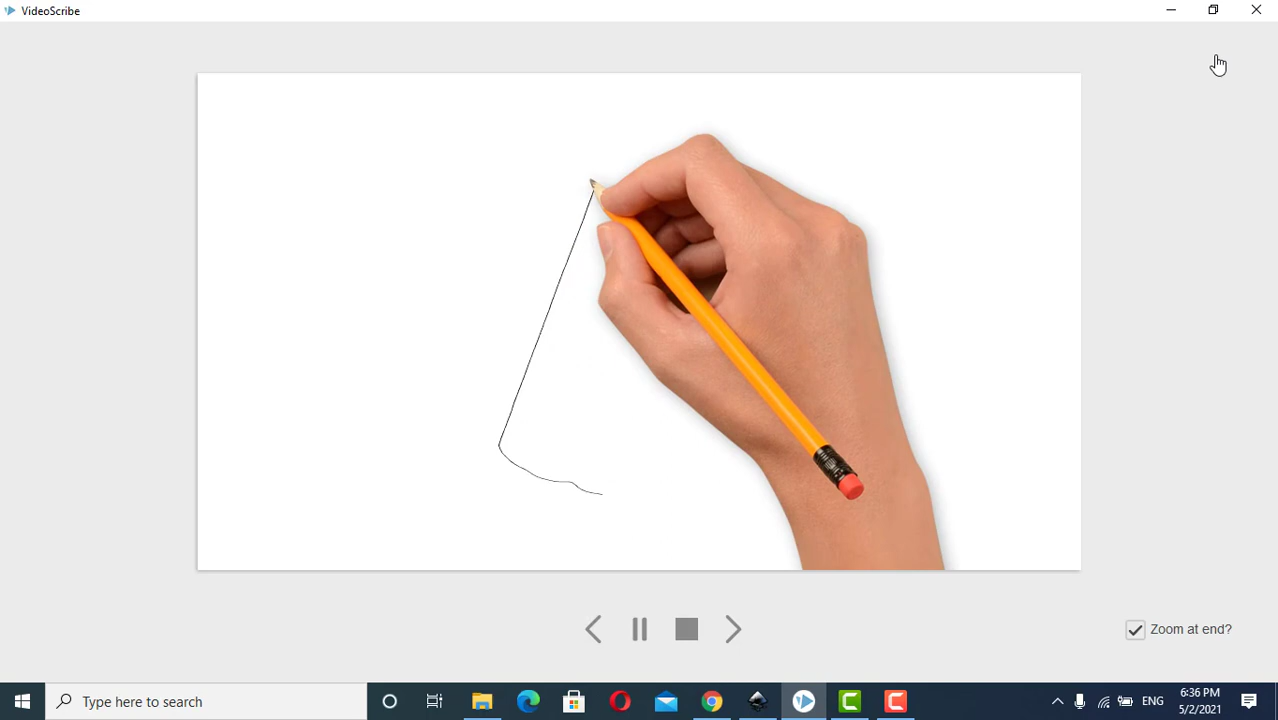 VideoScribe
Zoom at end?
Type here to search
ENG
6:36 PM
5/2/2021